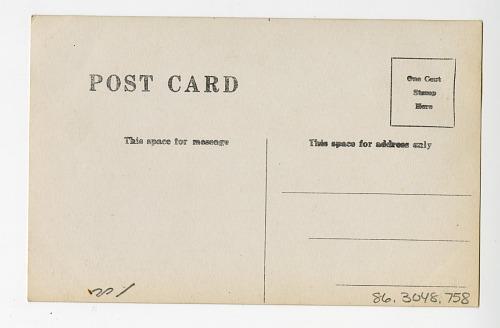 POST CARD
One Cent
Stamp
Here
This space for message
This space for address only
86.3048.758